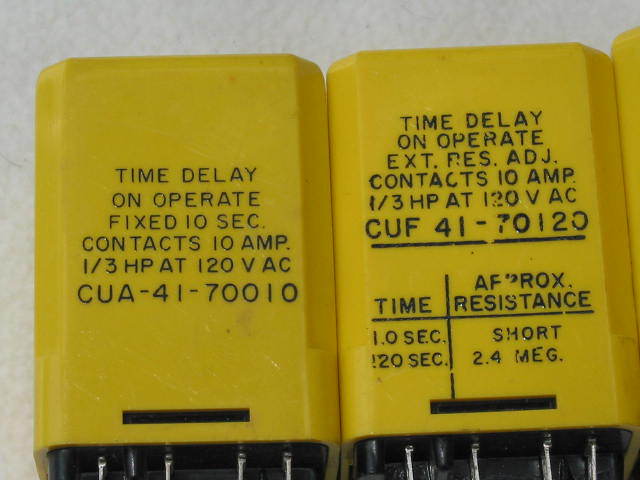 TIME DELAY
ON OPERATE
FIXED 10 SEC.
CONTACTS 10 AMP.
1/3 HP AT 120 V AC
CUA-41-70010
TIME DELAY
ON OPERATE
EXT. RES. ADJ.
CONTACTS 10 AMP.
1/3 HP AT 120 V AC
CUF 41-70120
TIME APPROX. RESISTANCE
1.0 SEC. SHORT
120 SEC. 2.4 MEG.